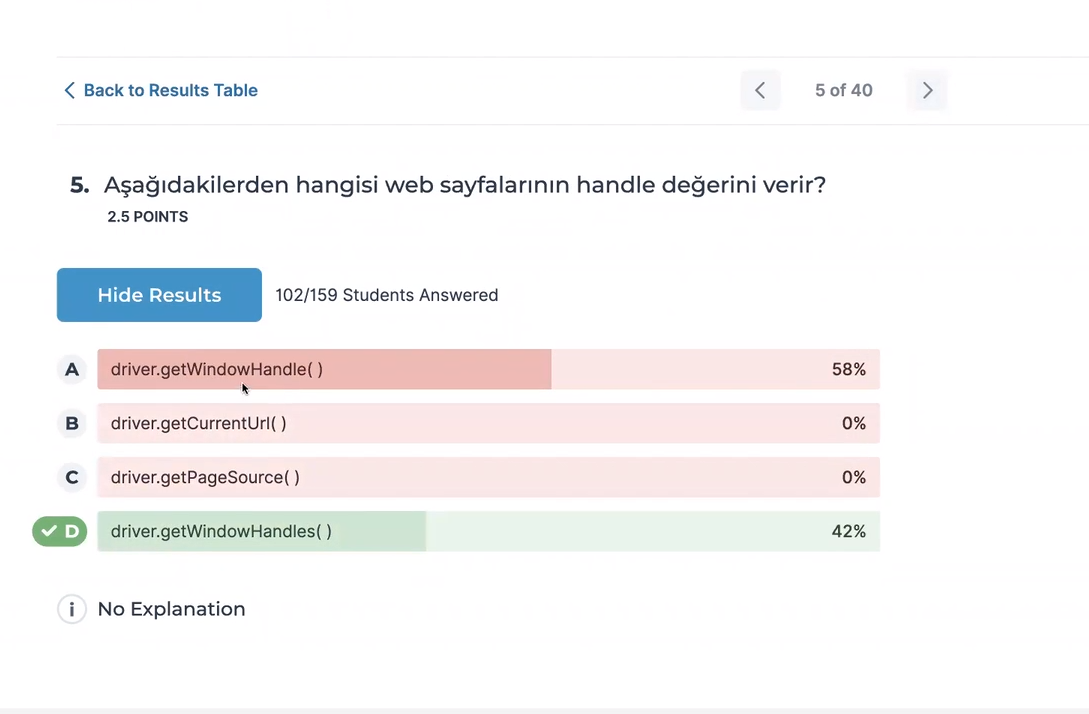 Back to Results Table
5 of 40
5. Aşağıdakilerden hangisi web sayfalarının handle değerini verir?
2.5 POINTS
Hide Results 102/159 Students Answered
A driver.getWindowHandle( ) 58%
B driver.getCurrentUrl( ) 0%
C driver.getPageSource( ) 0%
D driver.getWindowHandles( ) 42%
i No Explanation